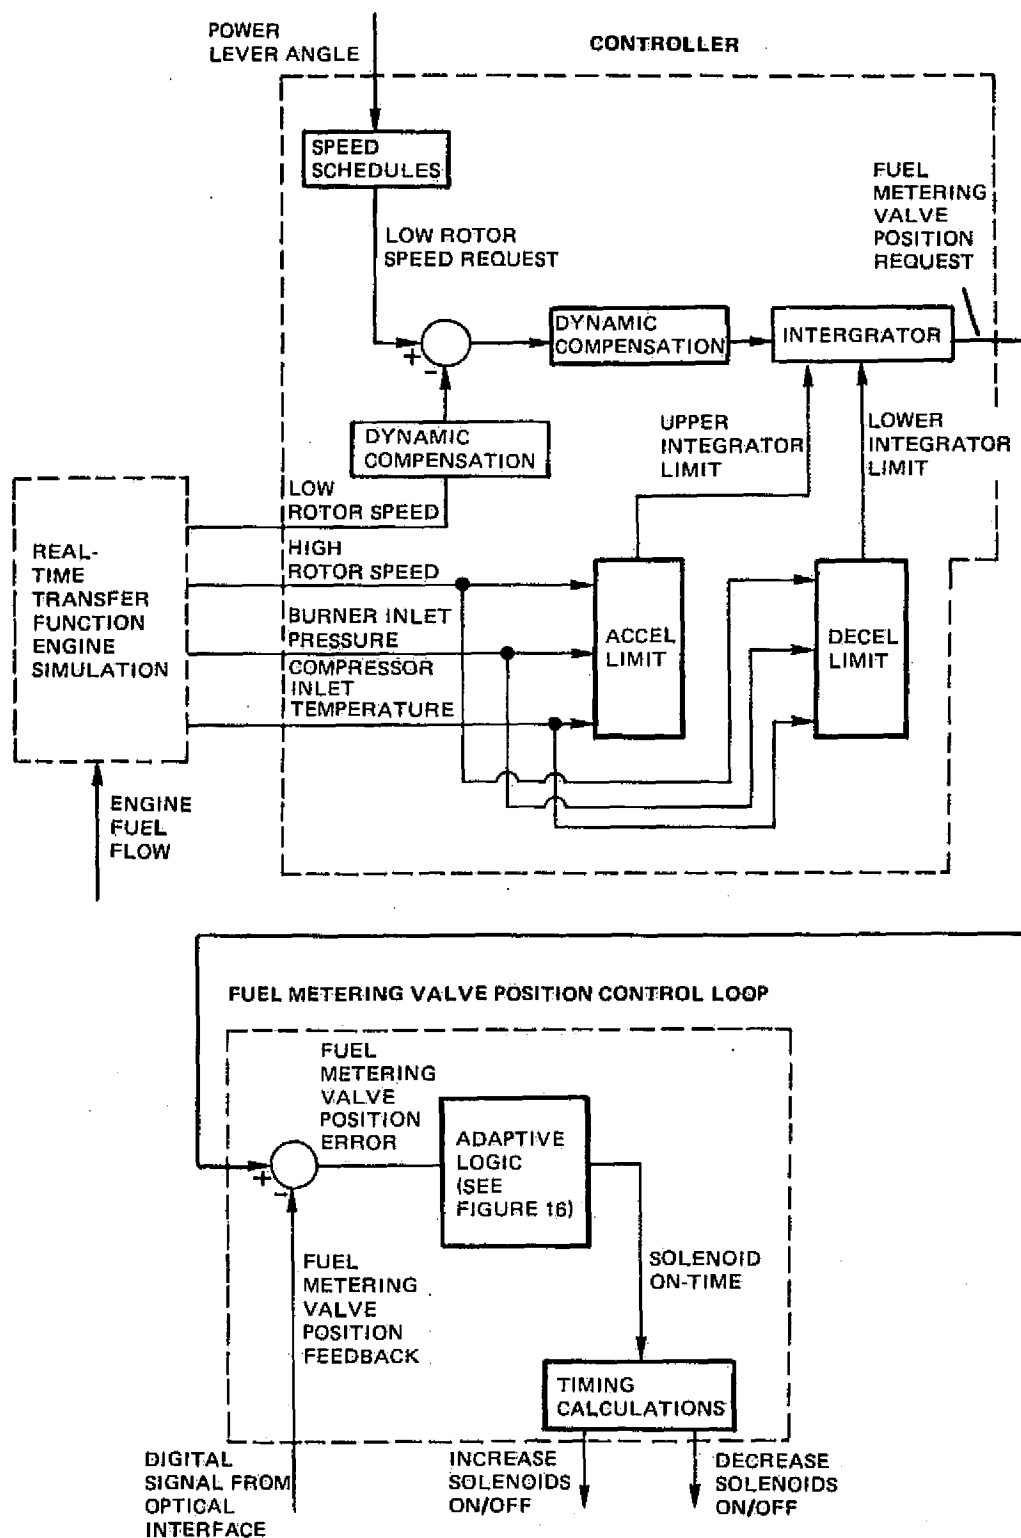 POWER
LEVER ANGLE
CONTROLLER
SPEED
SCHEDULES
FUEL
METERING
VALVE
POSITION
REQUEST
LOW ROTOR
SPEED REQUEST
DYNAMIC
COMPENSATION
INTERGRATOR
+
-
UPPER
INTEGRATOR
LIMIT
LOWER
INTEGRATOR
LIMIT
DYNAMIC
COMPENSATION
LOW
ROTOR SPEED
HIGH
ROTOR SPEED
BURNER INLET
PRESSURE
COMPRESSOR
INLET
TEMPERATURE
REAL-
TIME
TRANSFER
FUNCTION
ENGINE
SIMULATION
ACCEL
LIMIT
DECEL
LIMIT
ENGINE
FUEL
FLOW
FUEL METERING VALVE POSITION CONTROL LOOP
FUEL
METERING
VALVE
POSITION
ERROR
+
-
ADAPTIVE
LOGIC
(SEE
FIGURE 16)
FUEL
METERING
VALVE
POSITION
FEEDBACK
SOLENOID
ON-TIME
TIMING
CALCULATIONS
DIGITAL
SIGNAL FROM
OPTICAL
INTERFACE
INCREASE
SOLENOIDS
ON/OFF
DECREASE
SOLENOIDS
ON/OFF